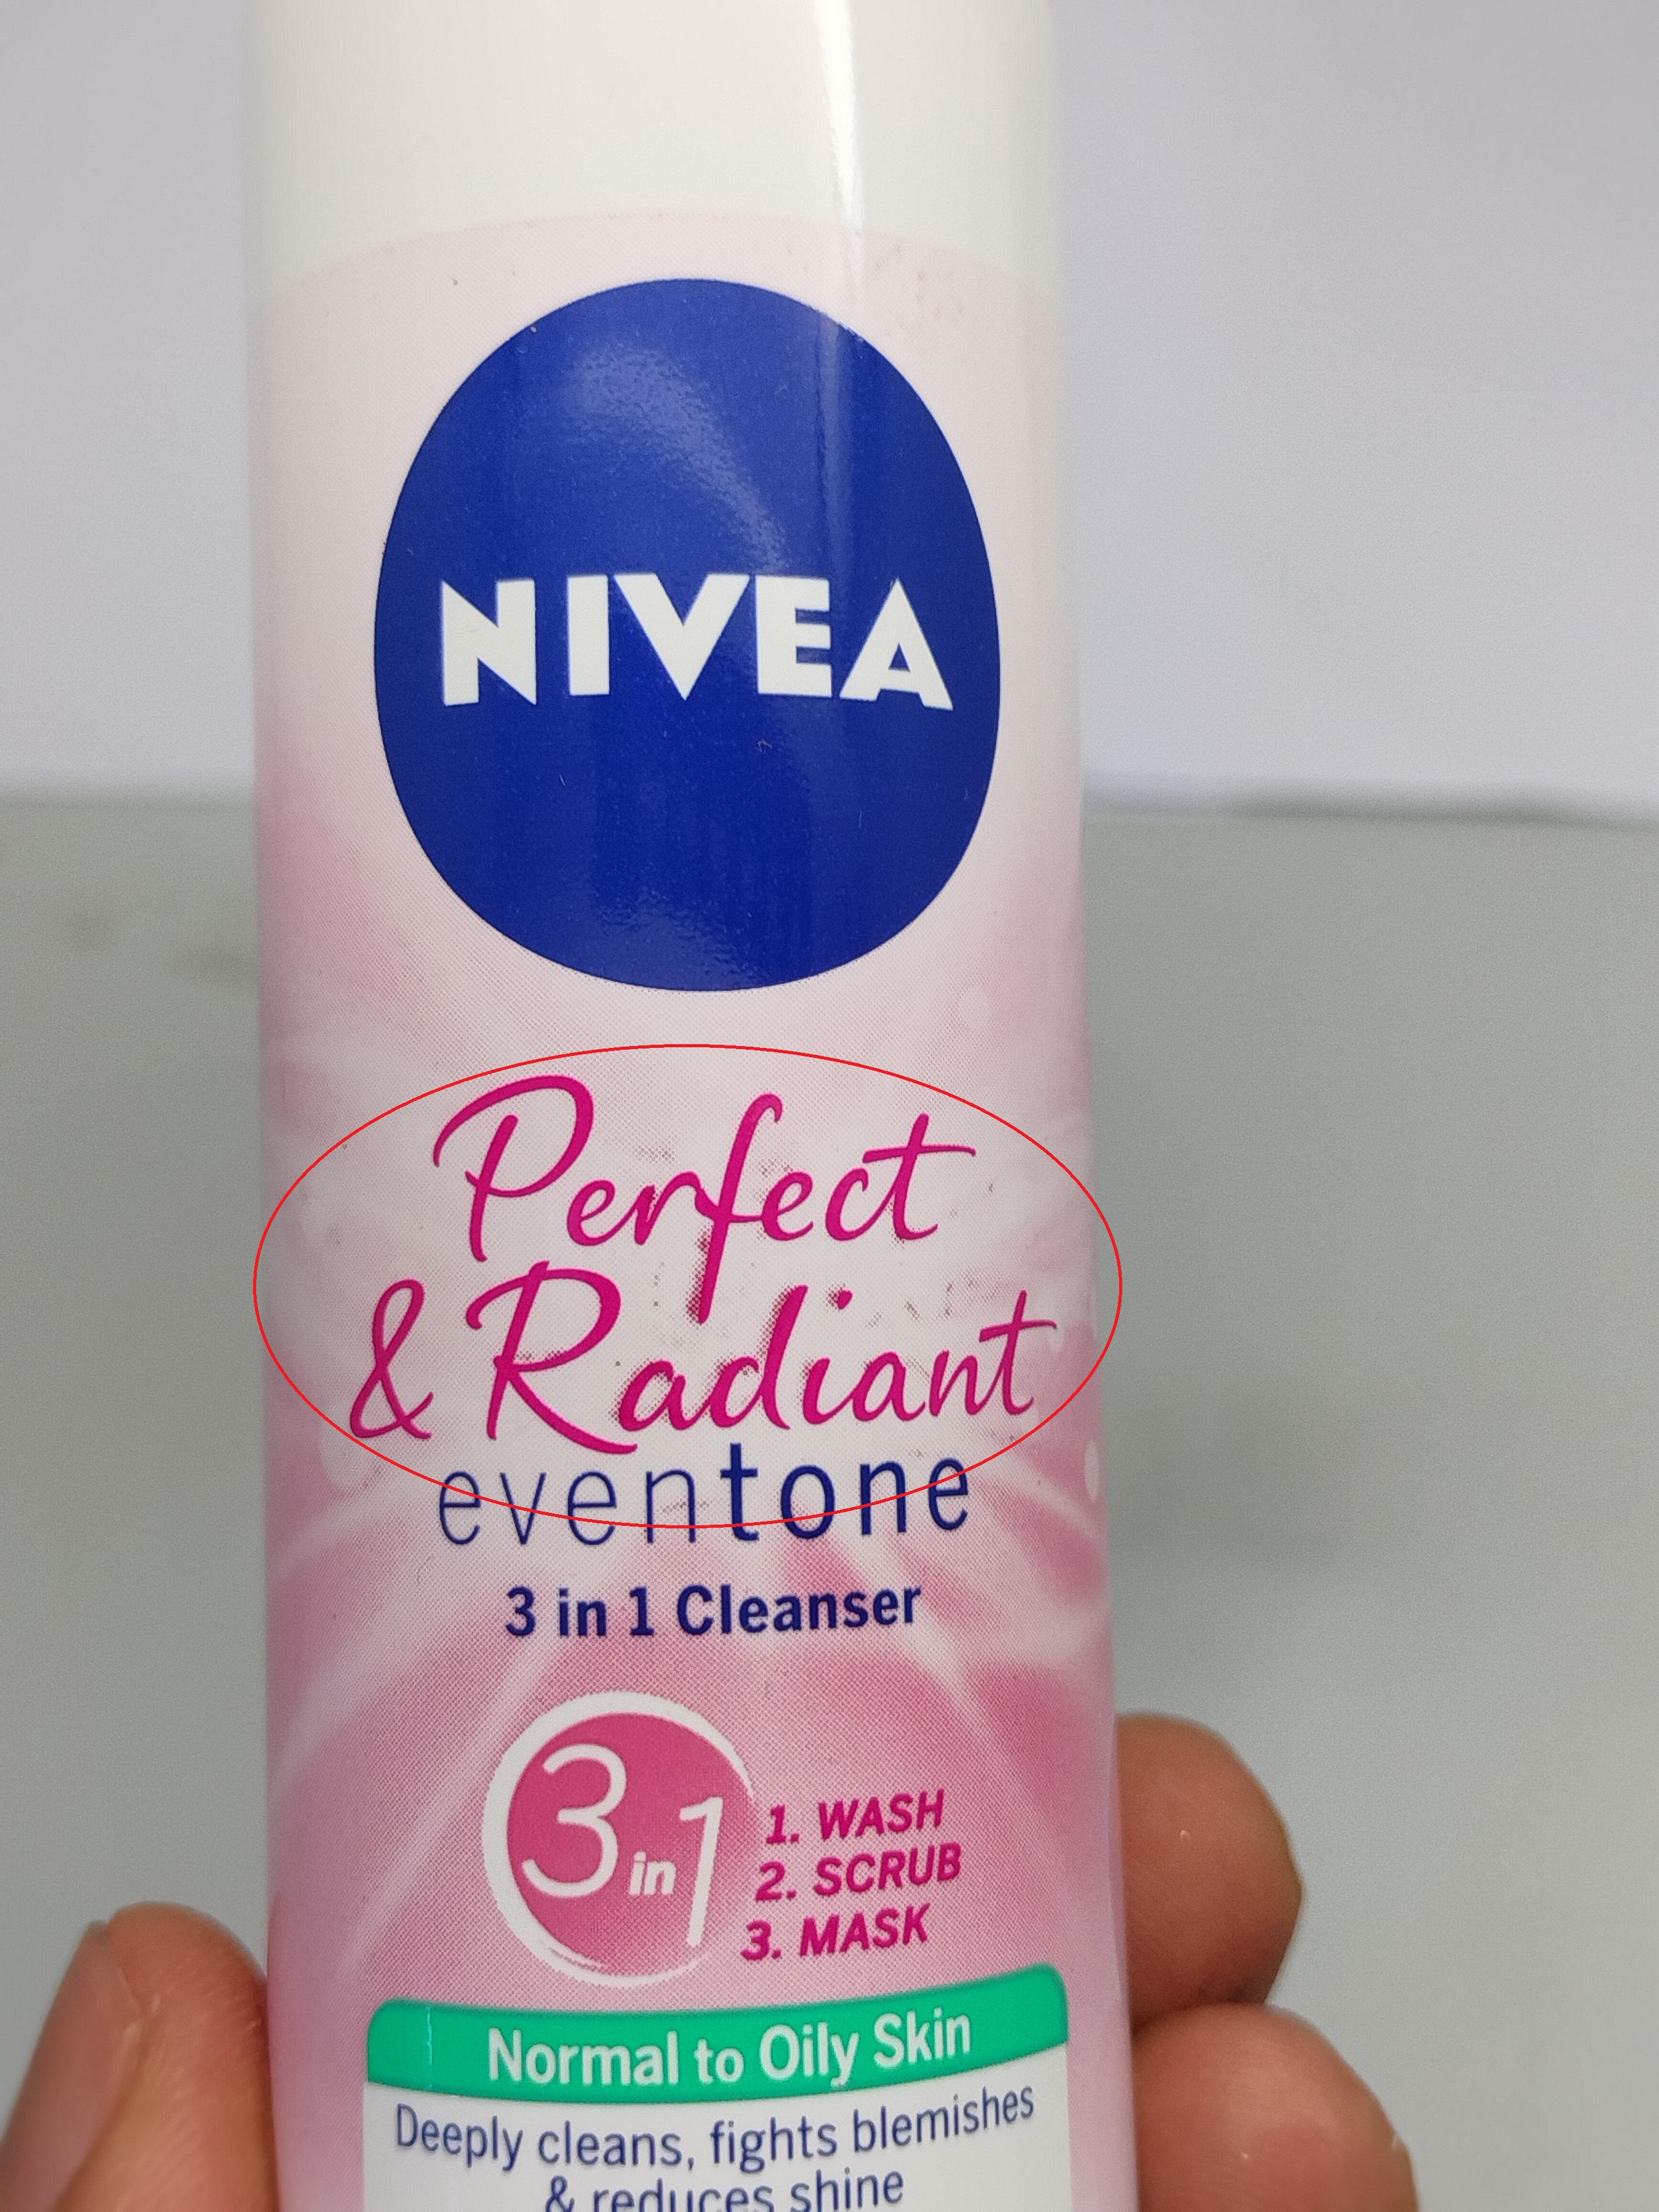 NIVEA
Perfect
& Radiant
eventone
3 in 1 Cleanser
3 in 1
1. WASH
2. SCRUB
3. MASK
Normal to Oily Skin
Deeply cleans, fights blemishes
& reduces shine